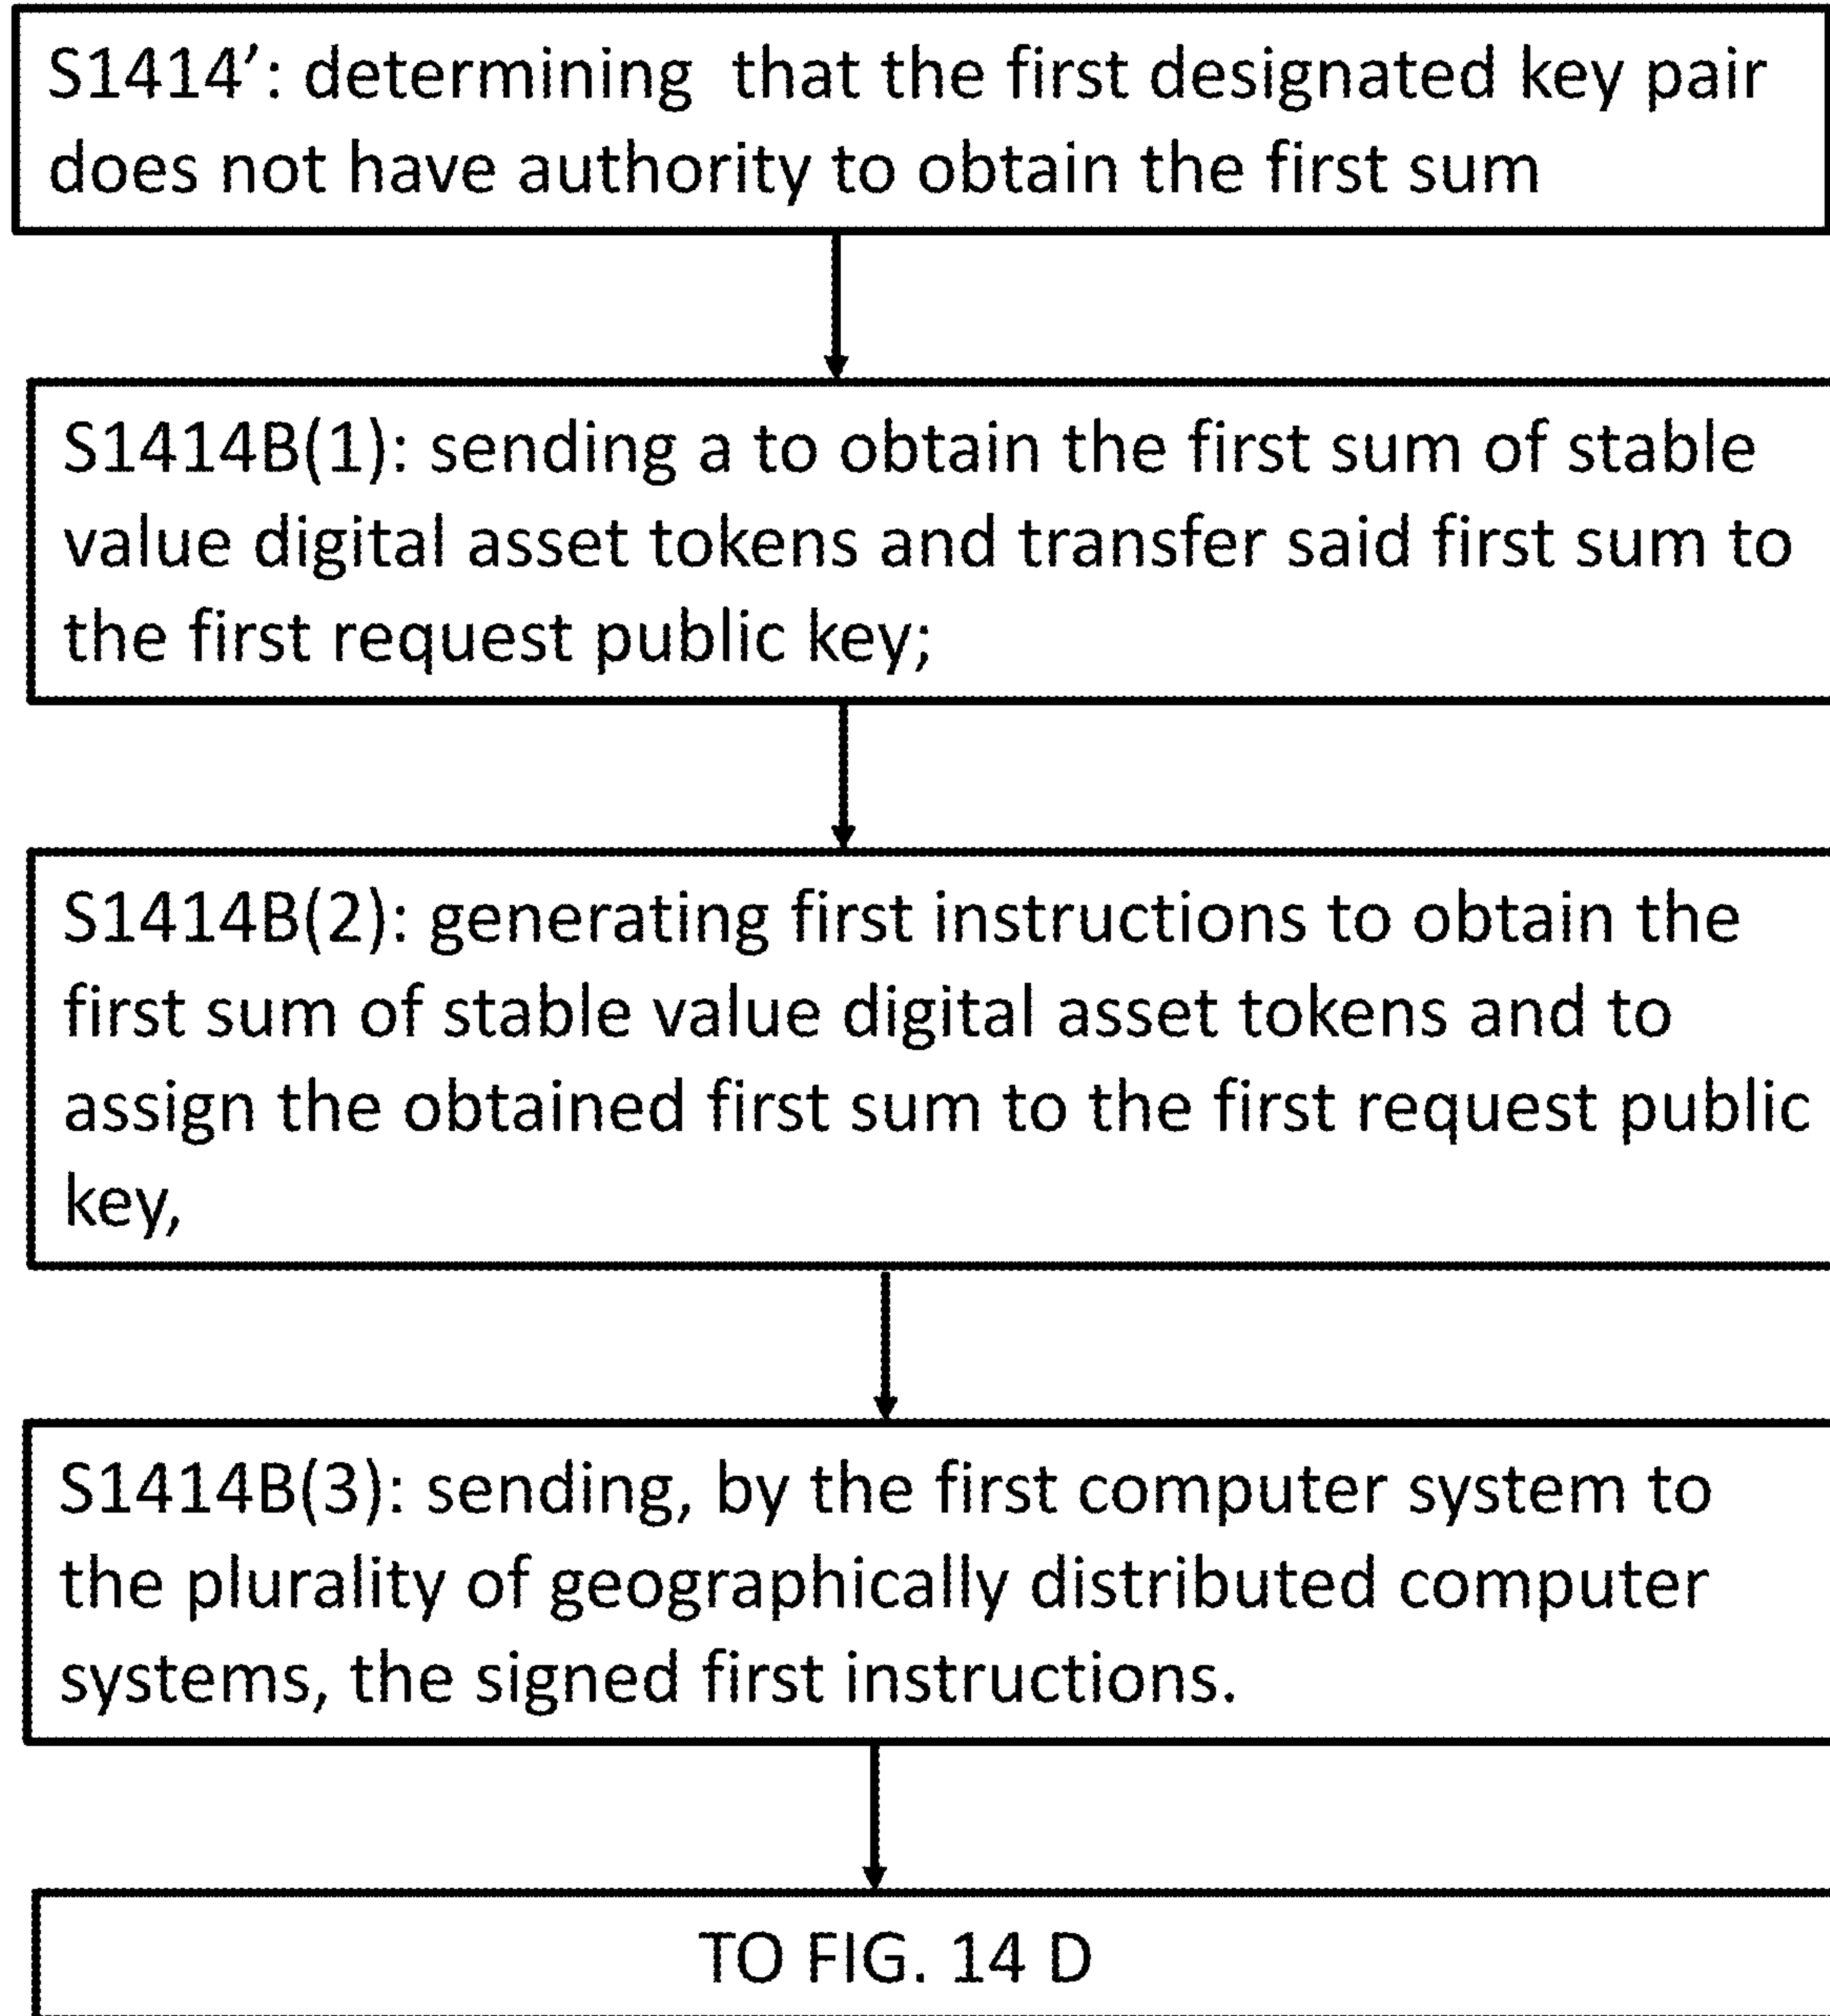 S1414’: determining that the first designated key pair
does not have authority to obtain the first sum
S1414B(1): sending a to obtain the first sum of stable
value digital asset tokens and transfer said first sum to
the first request public key;
S1414B(2): generating first instructions to obtain the
first sum of stable value digital asset tokens and to
assign the obtained first sum to the first request public
key,
S1414B(3): sending, by the first computer system to
the plurality of geographically distributed computer
systems, the signed first instructions.
TO FIG. 14 D